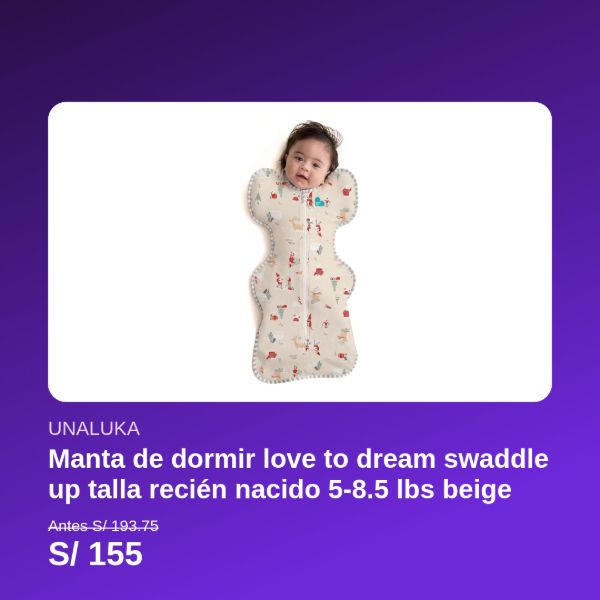 UNALUKA
Manta de dormir love to dream swaddle
up talla recién nacido 5-8.5 lbs beige
Antes S/ 193.75
S/ 155